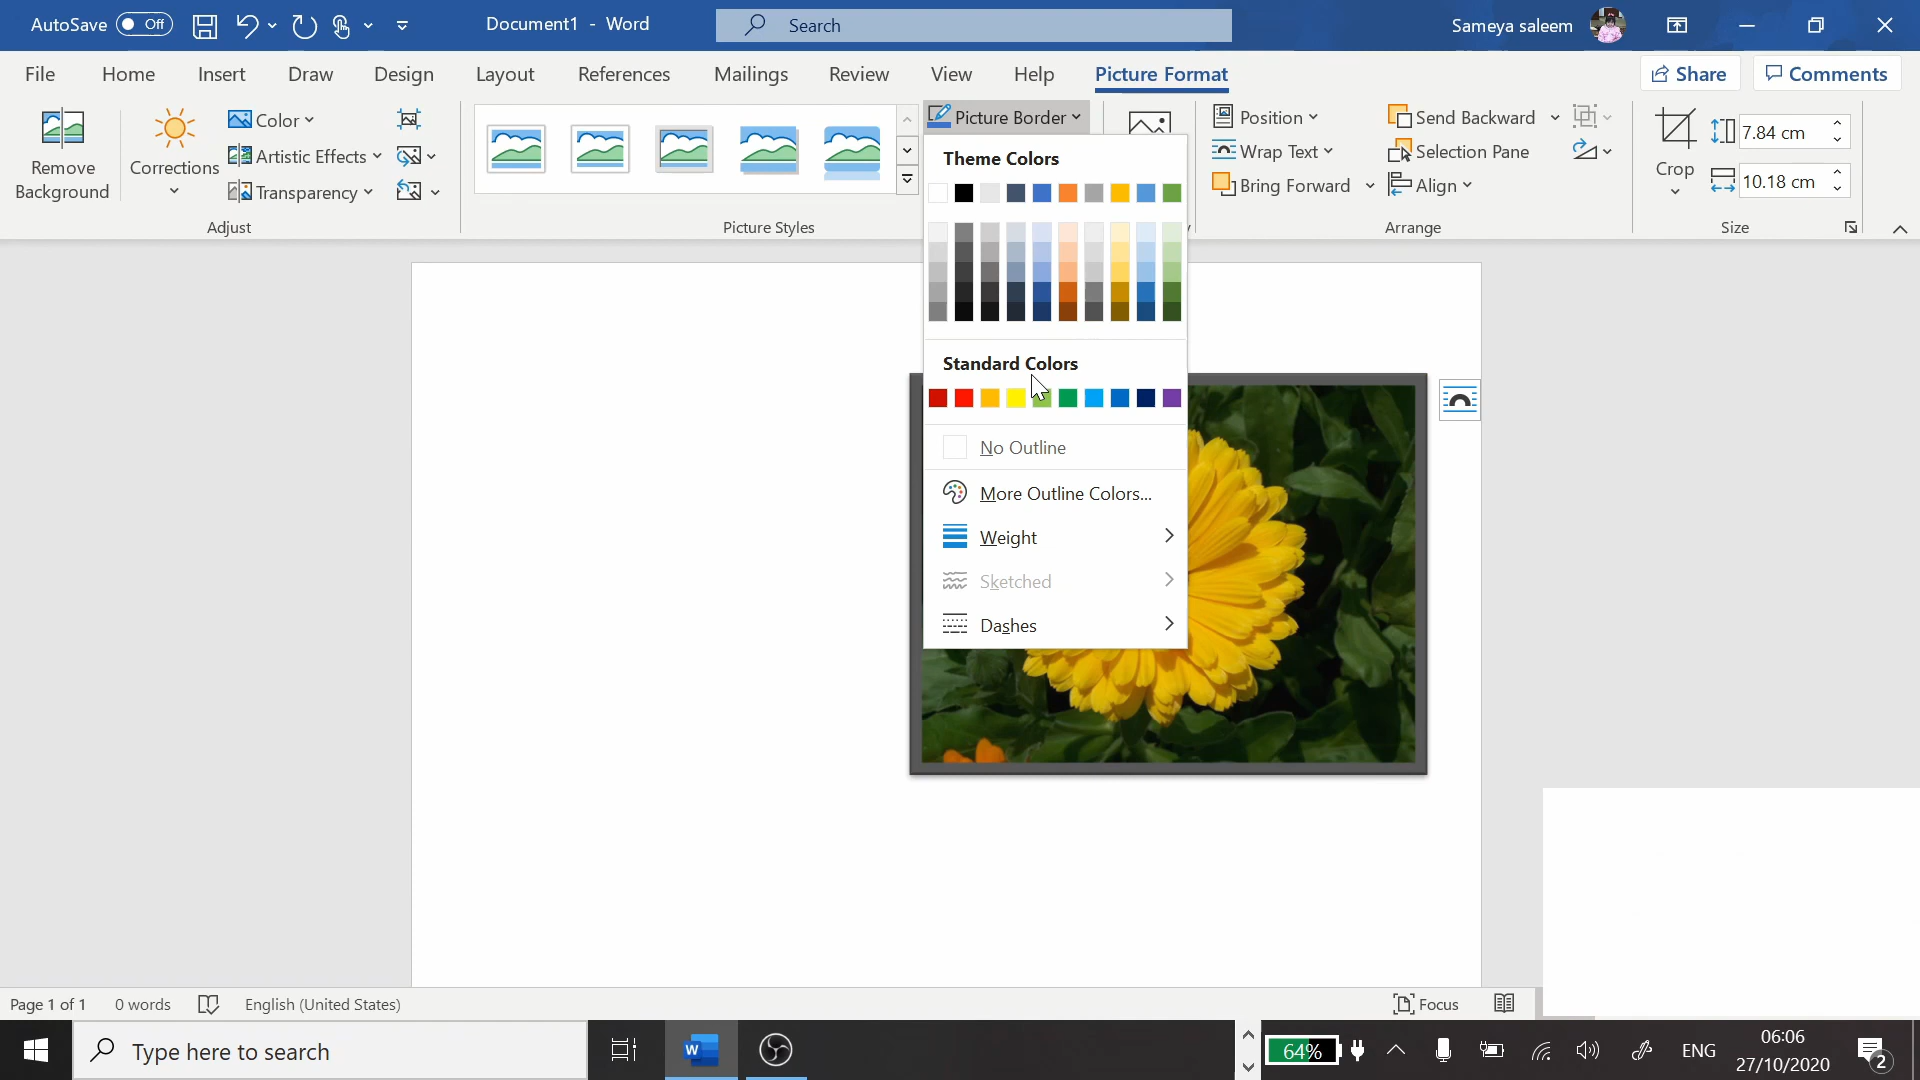 AutoSave Off Document1 - Word Search Sameya saleem
File Home Insert Draw Design Layout References Mailings Review View Help Picture Format Share Comments
Remove Background
Corrections
Color
Artistic Effects
Transparency
Adjust
Picture Styles
Picture Border
Position
Wrap Text
Bring Forward
Send Backward
Selection Pane
Align
Arrange
Crop
7.84 cm
10.18 cm
Size
Theme Colors
Standard Colors
No Outline
More Outline Colors...
Weight
Sketched
Dashes
Page 1 of 1 0 words English (United States) Focus
Type here to search
W
64%
ENG
06:06
27/10/2020
2